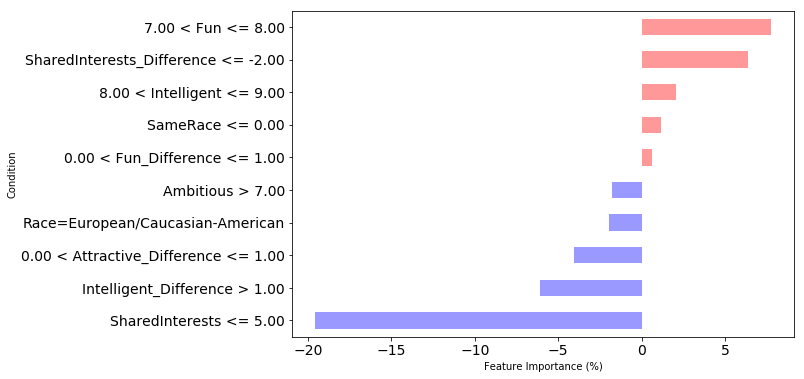 7.00 < Fun <= 8.00
SharedInterests_Difference <= -2.00
8.00 < Intelligent <= 9.00
SameRace <= 0.00
0.00 < Fun_Difference <= 1.00
Ambitious > 7.00
Race=European/Caucasian-American
0.00 < Attractive_Difference <= 1.00
Intelligent_Difference > 1.00
SharedInterests <= 5.00
Condition
−20 −15 −10 −5 0 5
Feature Importance (%)